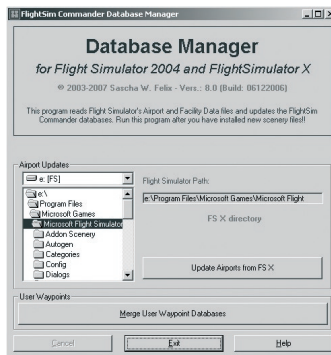 FlightSim Commander Database Manager
Database Manager
for Flight Simulator 2004 and FlightSimulator X
© 2003-2007 Sascha W. Felix - Vers.: 8.0 (Build: 06122006)
This program reads Flight Simulator's Airport and Facility Data files and updates the FlightSim
Commander databases. Run this program after you have installed new scenery files!!
Airport Updates
e: [FS]
e:\
Program Files
Microsoft Games
Microsoft Flight Simulator
Addon Scenery
Autogen
Categories
Config
Dialogs
Flight Simulator Path:
e:\Program Files\Microsoft Games\Microsoft Flight
FS X directory
Update Airports from FS X
User Waypoints
Merge User Waypoint Databases
Cancel
Exit
Help